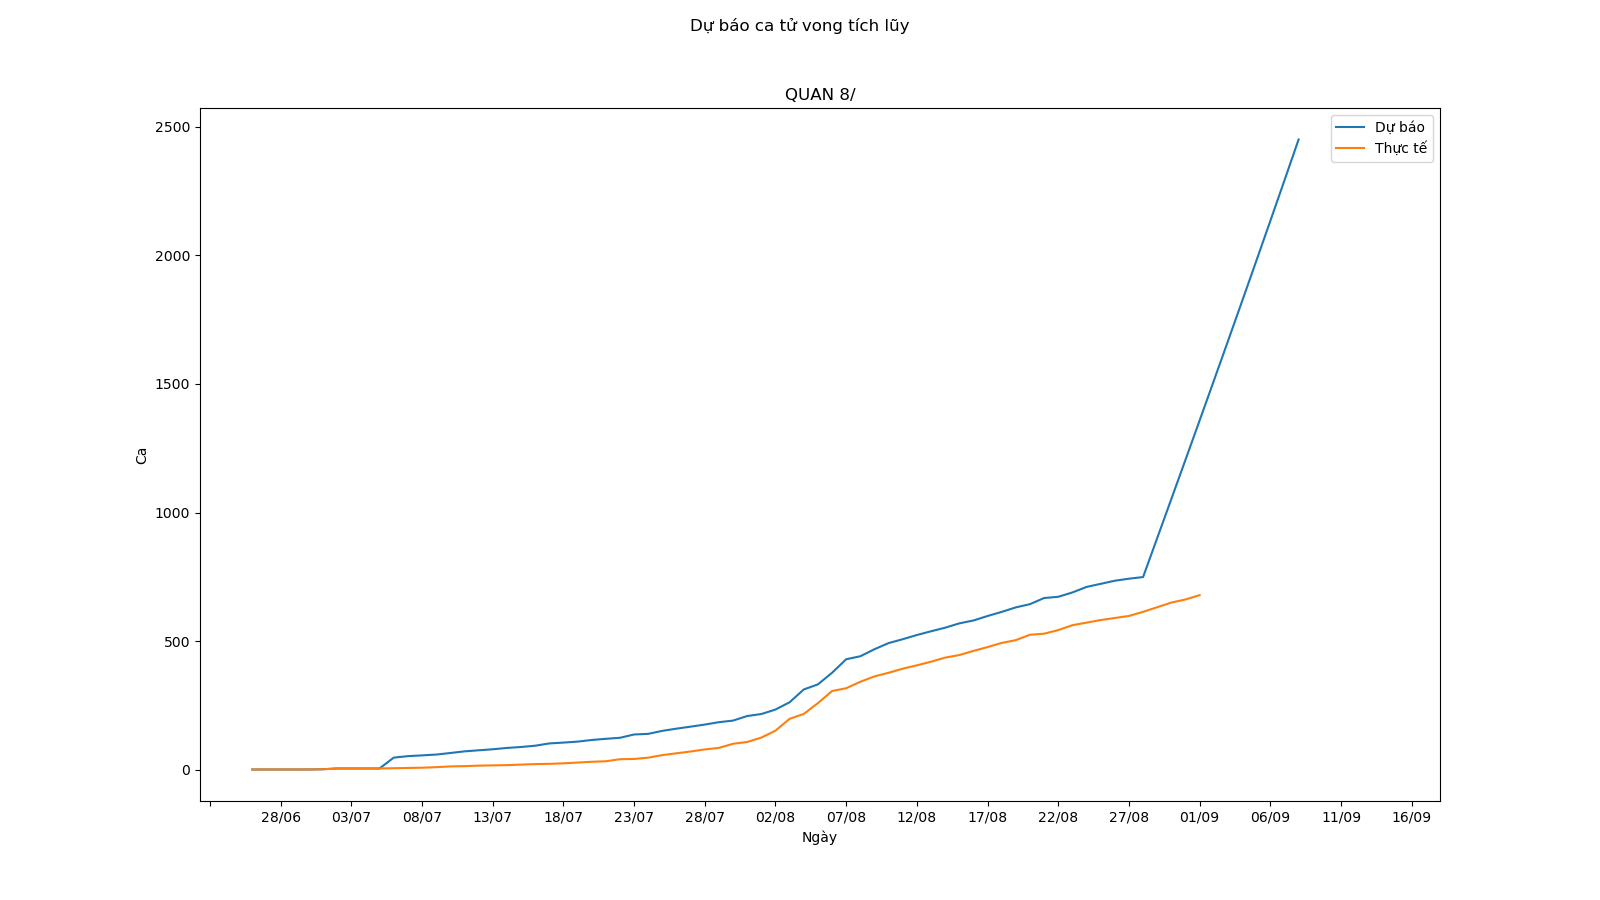 Dự báo ca tử vong tích lũy
QUAN 8/
Dự báo
Thực tế
2500
2000
1500
1000
500
0
Ca
28/06 03/07 08/07 13/07 18/07 23/07 28/07 02/08 07/08 12/08 17/08 22/08 27/08 01/09 06/09 11/09 16/09
Ngày